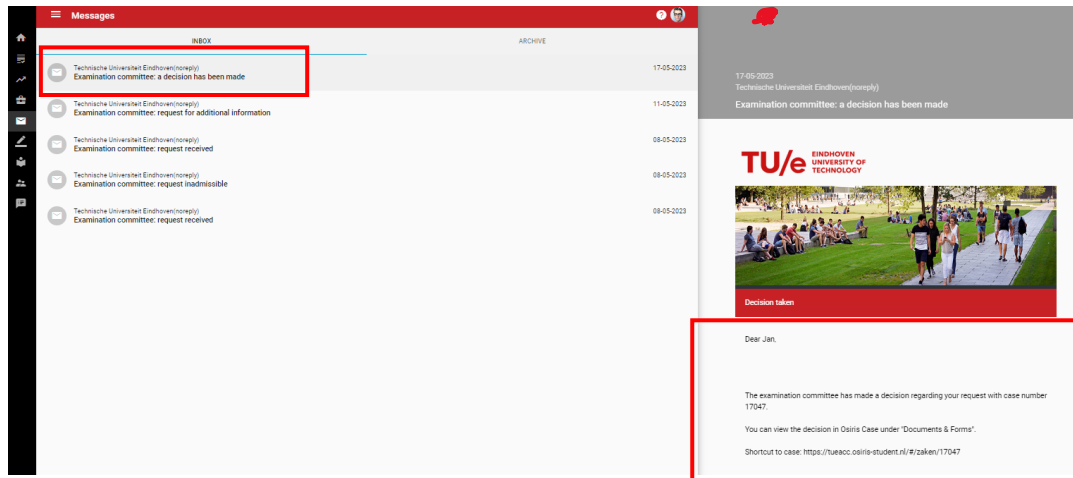 Messages
?
INBOX
ARCHIVE
Technische Universiteit Eindhoven(noreply)
17-05-2023
Examination committee: a decision has been made
Technische Universiteit Eindhoven(noreply)
11-05-2023
Examination committee: request for additional information
Technische Universiteit Eindhoven(noreply)
08-05-2023
Examination committee: request received
Technische Universiteit Eindhoven(noreply)
08-05-2023
Examination committee: request inadmissible
Technische Universiteit Eindhoven(noreply)
08-05-2023
Examination committee: request received
17-05-2023
Technische Universiteit Eindhoven(noreply)
Examination committee: a decision has been made
TU/e EINDHOVEN
UNIVERSITY OF
TECHNOLOGY
Decision taken
Dear Jan,
The examination committee has made a decision regarding your request with case number
17047.
You can view the decision in Osiris Case under "Documents & Forms".
Shortcut to case: https://tueacc.osiris-student.nl/#/zaken/17047